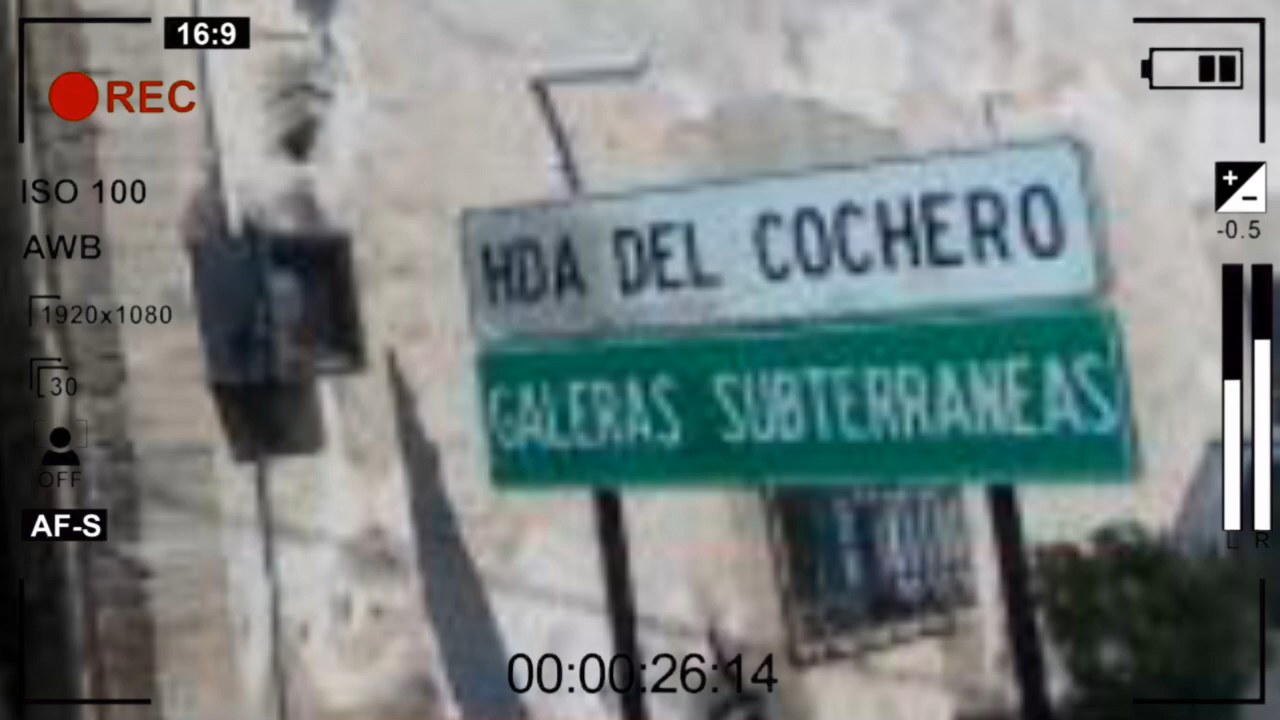 16:9
REC
ISO 100
AWB
1920x1080
30
OFF
AF-S
-0.5
L R
HDA DEL COCHERO
GALERAS SUBTERRANEAS
00:00:26:14